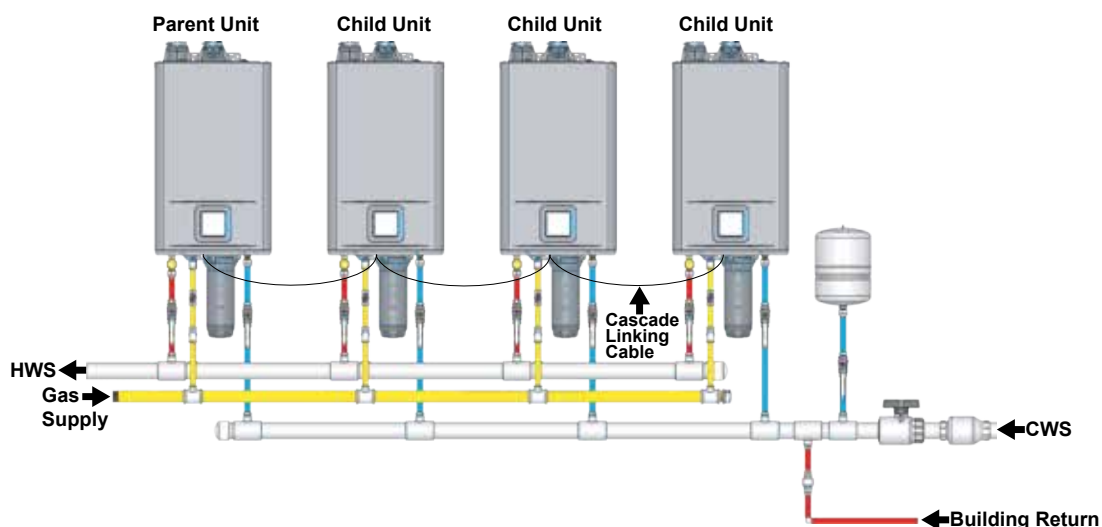 Parent Unit
Child Unit
Child Unit
Child Unit
Cascade
Linking
Cable
HWS
Gas
Supply
CWS
Building Return